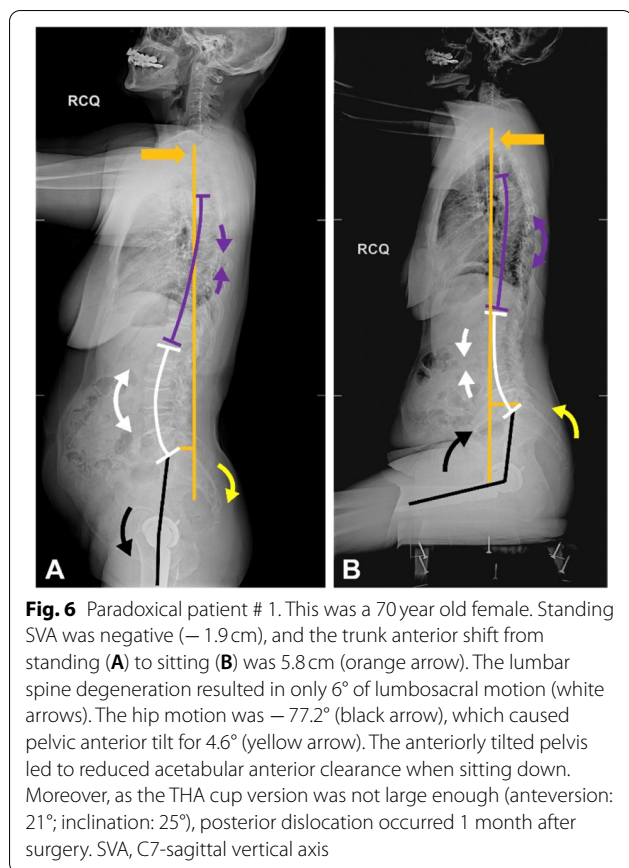 RCQ
A
RCQ
B
Fig. 6 Paradoxical patient # 1. This was a 70 year old female. Standing
SVA was negative (− 1.9 cm), and the trunk anterior shift from
standing (A) to sitting (B) was 5.8 cm (orange arrow). The lumbar
spine degeneration resulted in only 6° of lumbosacral motion (white
arrows). The hip motion was − 77.2° (black arrow), which caused
pelvic anterior tilt for 4.6° (yellow arrow). The anteriorly tilted pelvis
led to reduced acetabular anterior clearance when sitting down.
Moreover, as the THA cup version was not large enough (anteversion:
21°; inclination: 25°), posterior dislocation occurred 1 month after
surgery. SVA, C7-sagittal vertical axis